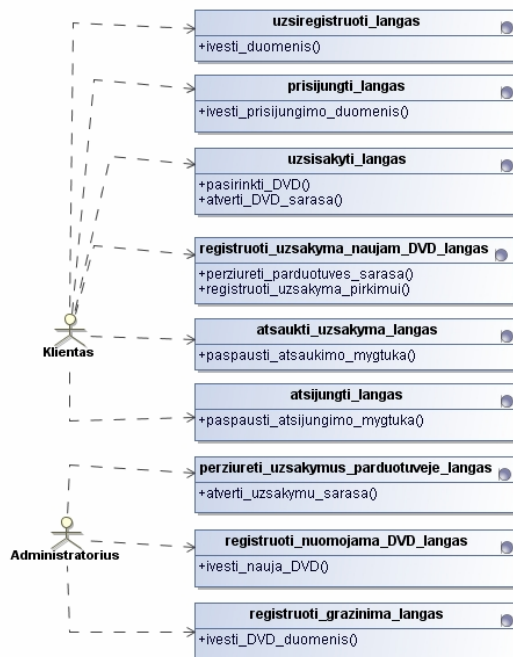 uzsiregistruoti_langas
+ivesti_duomenis()
prisijungti_langas
+ivesti_prisijungimo_duomenis()
uzsisakyti_langas
+pasirinkti_DVD()
+atverti_DVD_sarasa()
registruoti_uzsakyma_naujam_DVD_langas
+perziureti_parduotuves_sarasa()
+registruoti_uzsakyma_pirkimui()
Klientas
atsaukti_uzsakyma_langas
+paspausti_atsaukimo_mygtuka()
atsijungti_langas
+paspausti_atsijungimo_mygtuka()
perziureti_uzsakymus_parduotuveje_langas
+atverti_uzsakymu_sarasa()
Administratorius
registruoti_nuomojama_DVD_langas
+ivesti_nauja_DVD()
registruoti_grazinima_langas
+ivesti_DVD_duomenis()